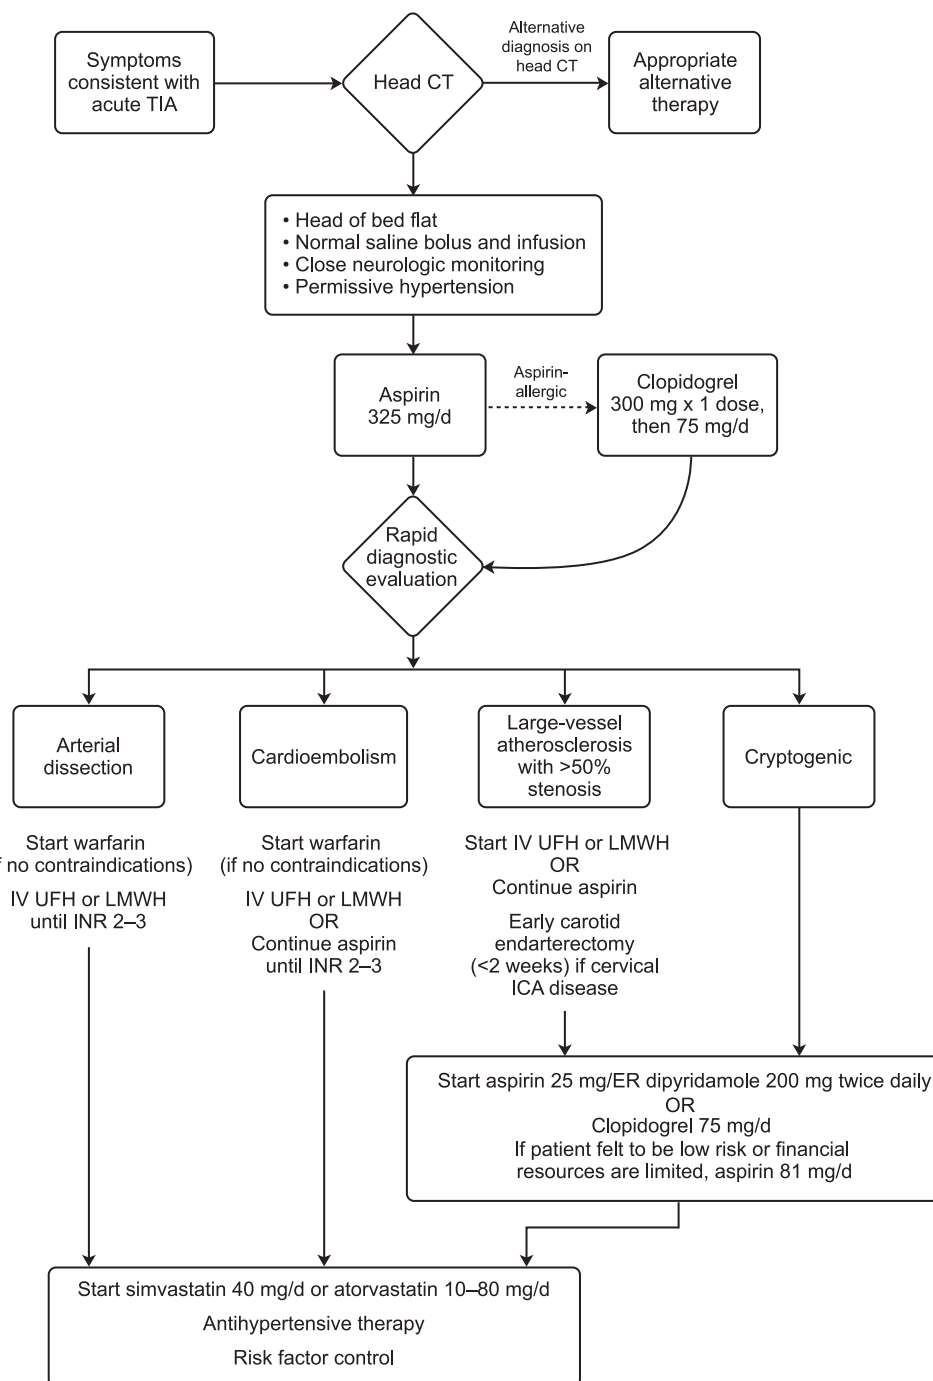 Symptoms
consistent with
acute TIA
Head CT
Alternative
diagnosis on
head CT
Appropriate
alternative
therapy
• Head of bed flat
• Normal saline bolus and infusion
• Close neurologic monitoring
• Permissive hypertension
Aspirin
325 mg/d
Aspirin-
allergic
Clopidogrel
300 mg x 1 dose,
then 75 mg/d
Rapid
diagnostic
evaluation
Arterial
dissection
Cardioembolism
Large-vessel
atherosclerosis
with >50%
stenosis
Cryptogenic
Start warfarin
f no contraindications)
IV UFH or LMWH
until INR 2–3
Start warfarin
(if no contraindications)
IV UFH or LMWH
OR
Continue aspirin
until INR 2–3
Start IV UFH or LMWH
OR
Continue aspirin
Early carotid
endarterectomy
(<2 weeks) if cervical
ICA disease
Start aspirin 25 mg/ER dipyridamole 200 mg twice daily
OR
Clopidogrel 75 mg/d
If patient felt to be low risk or financial
resources are limited, aspirin 81 mg/d
Start simvastatin 40 mg/d or atorvastatin 10–80 mg/d
Antihypertensive therapy
Risk factor control